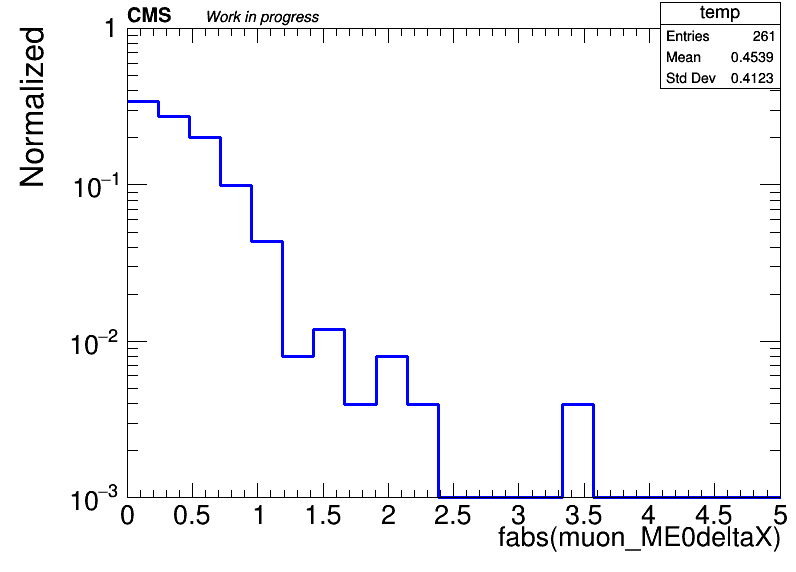 CMS Work in progress
temp
Entries 261
Mean 0.4539
Std Dev 0.4123
Normalized
1
10⁻¹
10⁻²
10⁻³
0 0.5 1 1.5 2 2.5 3 3.5 4 4.5 5
fabs(muon_ME0deltaX)